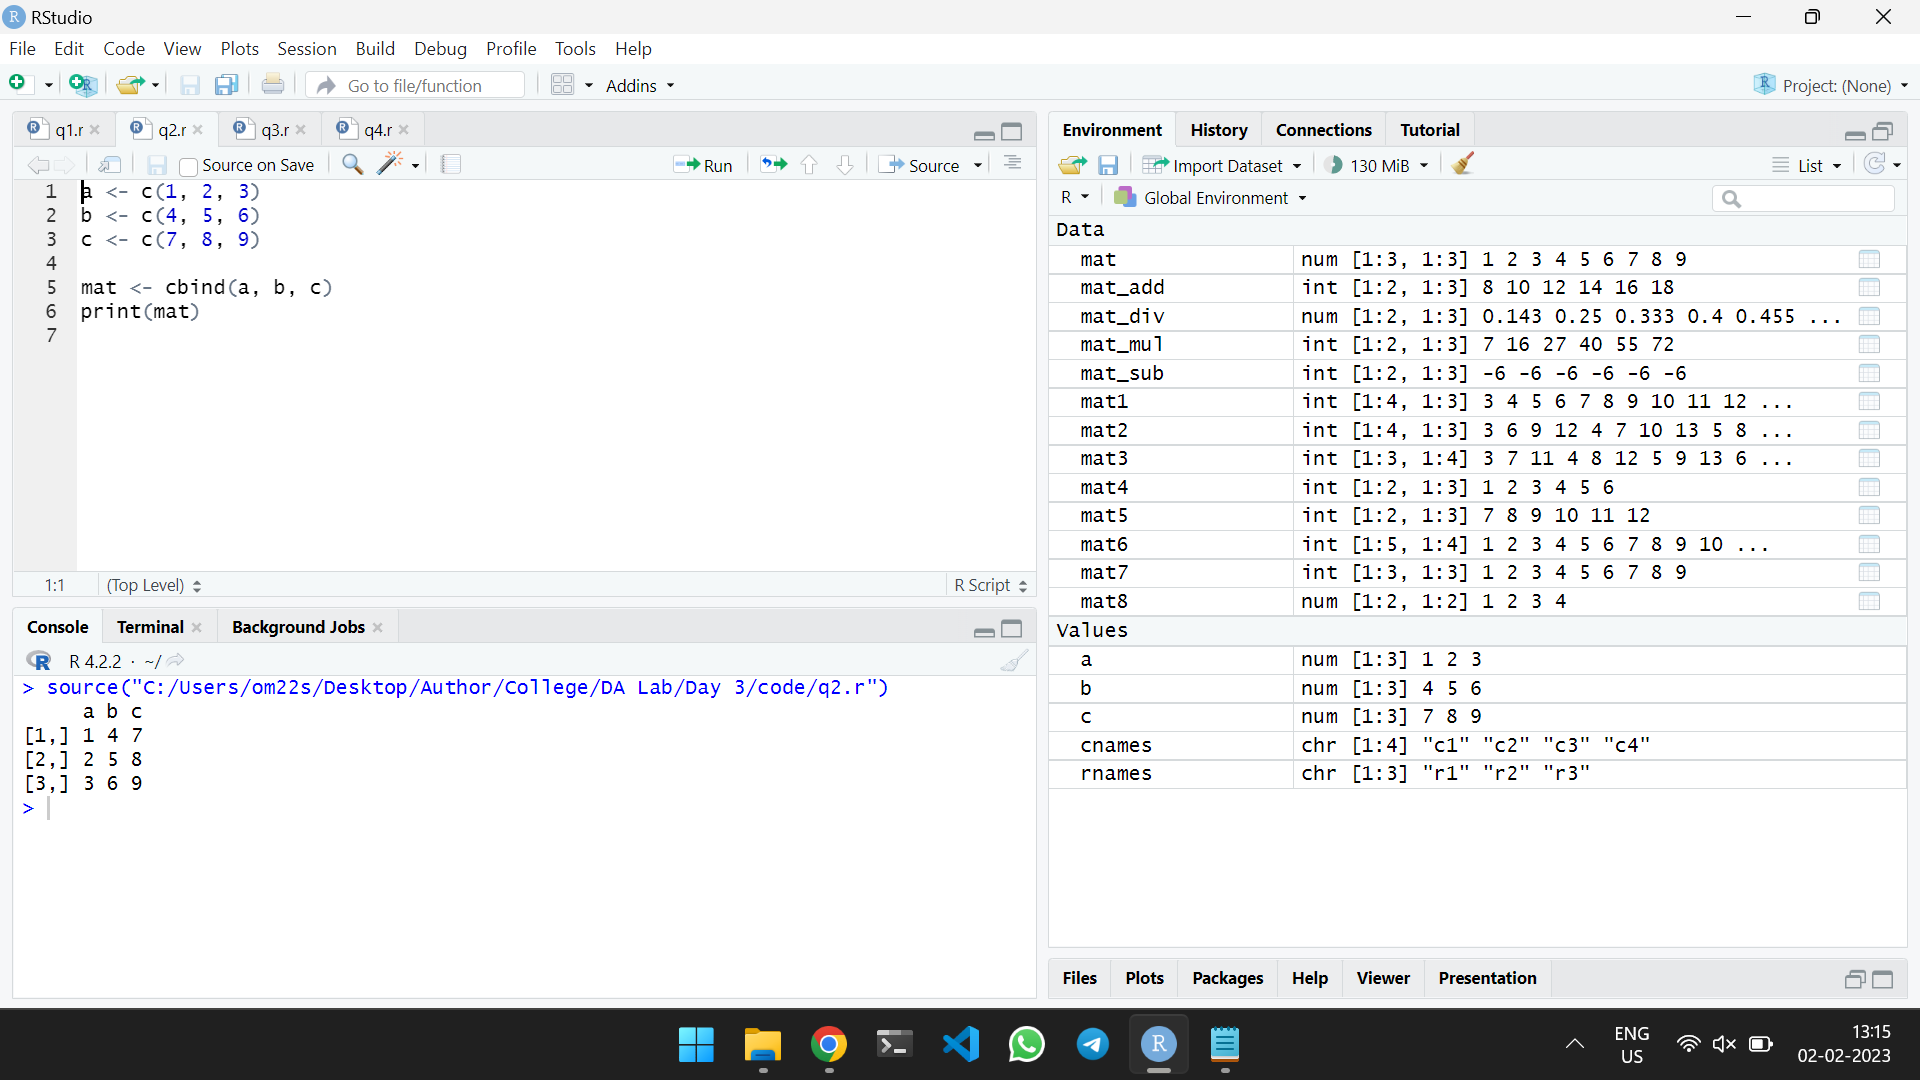 RStudio
File Edit Code View Plots Session Build Debug Profile Tools Help
Go to file/function Addins Project: (None)
q1.r q2.r q3.r q4.r
Source on Save Run Source
1 a <- c(1, 2, 3)
2 b <- c(4, 5, 6)
3 c <- c(7, 8, 9)
4
5 mat <- cbind(a, b, c)
6 print(mat)
7
1:1 (Top Level) R Script
Console Terminal Background Jobs
R 4.2.2 · ~/
> source("C:/Users/om22s/Desktop/Author/College/DA Lab/Day 3/code/q2.r")
a b c
[1,] 1 4 7
[2,] 2 5 8
[3,] 3 6 9
>
Environment History Connections Tutorial
Import Dataset 130 MiB List
R Global Environment
Data
mat num [1:3, 1:3] 1 2 3 4 5 6 7 8 9
mat_add int [1:2, 1:3] 8 10 12 14 16 18
mat_div num [1:2, 1:3] 0.143 0.25 0.333 0.4 0.455 ...
mat_mul int [1:2, 1:3] 7 16 27 40 55 72
mat_sub int [1:2, 1:3] -6 -6 -6 -6 -6 -6
mat1 int [1:4, 1:3] 3 4 5 6 7 8 9 10 11 12 ...
mat2 int [1:4, 1:3] 3 6 9 12 4 7 10 13 5 8 ...
mat3 int [1:3, 1:4] 3 7 11 4 8 12 5 9 13 6 ...
mat4 int [1:2, 1:3] 1 2 3 4 5 6
mat5 int [1:2, 1:3] 7 8 9 10 11 12
mat6 int [1:5, 1:4] 1 2 3 4 5 6 7 8 9 10 ...
mat7 int [1:3, 1:3] 1 2 3 4 5 6 7 8 9
mat8 num [1:2, 1:2] 1 2 3 4
Values
a num [1:3] 1 2 3
b num [1:3] 4 5 6
c num [1:3] 7 8 9
cnames chr [1:4] "c1" "c2" "c3" "c4"
rnames chr [1:3] "r1" "r2" "r3"
Files Plots Packages Help Viewer Presentation
ENG
US
13:15
02-02-2023